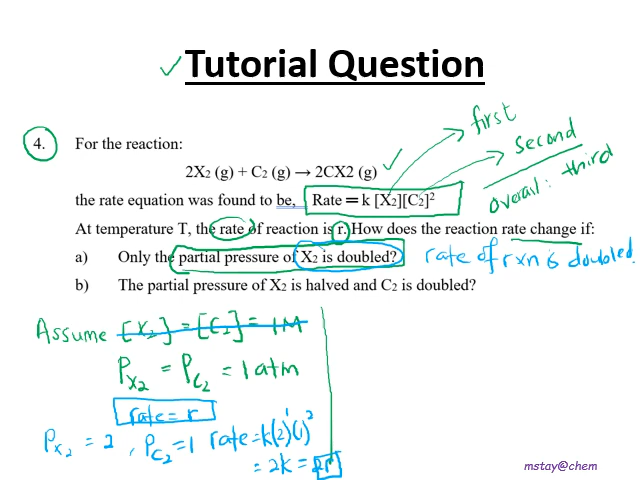 ✓ Tutorial Question
4. For the reaction:
2X₂ (g) + C₂ (g) → 2CX2 (g) ✓
first
second
overall: third
the rate equation was found to be, Rate = k [X₂][C₂]²
At temperature T, the rate of reaction is r. How does the reaction rate change if:
a) Only the partial pressure of X₂ is doubled?
rate of rxn is doubled.
b) The partial pressure of X₂ is halved and C₂ is doubled?
Assume [X₂] = [C₂] = 1M
P X₂ = P C₂ = 1 atm
rate = r
P X₂ = 2, P C₂ = 1 rate = k(2)¹(1)²
= 2k = 2r
mstay@chem